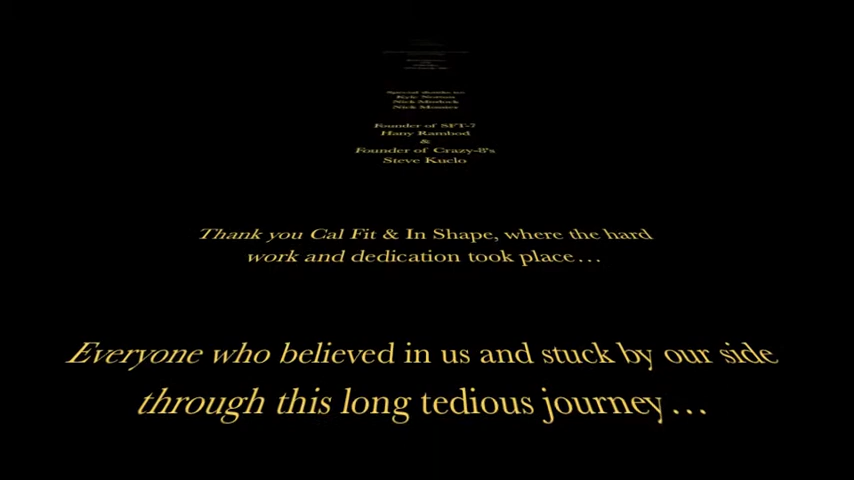 Special thanks to:
Kyle Newton
Nick Murdock
Nick Montez
Founder of SFT-7
Hany Rambod
&
Founder of Crazy-8's
Steve Kuclo
Thank you Cal Fit & In Shape, where the hard
work and dedication took place…
Everyone who believed in us and stuck by our side
through this long tedious journey…